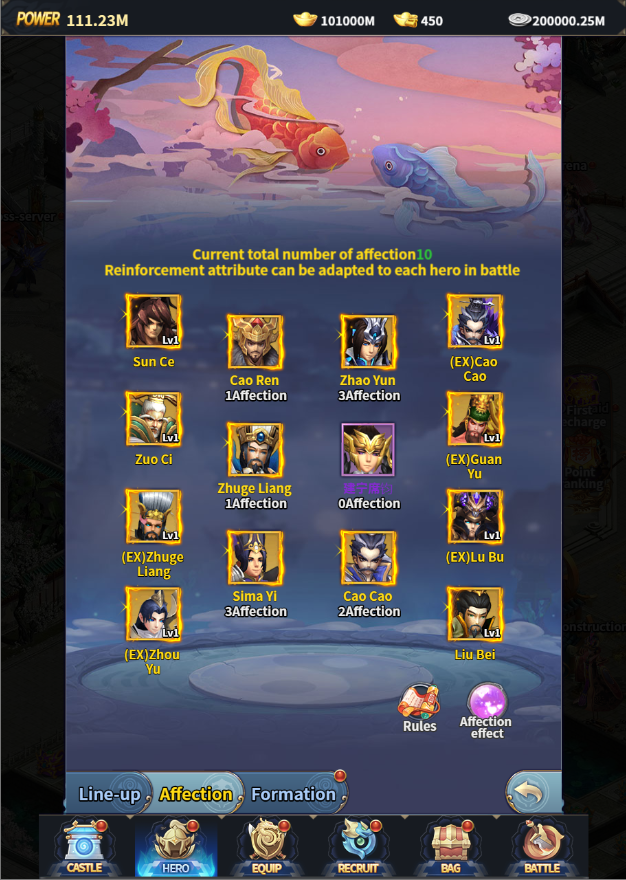 POWER 111.23M
101000M
450
200000.25M
Current total number of affection10
Reinforcement attribute can be adapted to each hero in battle
Lv1
Sun Ce
Cao Ren
1Affection
Zhao Yun
3Affection
Lv1
(EX)Cao
Cao
Lv1
Zuo Ci
Zhuge Liang
1Affection
0Affection
Lv1
(EX)Guan
Yu
Lv1
(EX)Zhuge
Liang
Sima Yi
3Affection
Cao Cao
2Affection
Lv1
(EX)Lu Bu
Lv1
(EX)Zhou
Yu
Lv1
Liu Bei
Rules
Affection
effect
Line-up
Affection
Formation
CASTLE
HERO
EQUIP
RECRUIT
BAG
BATTLE